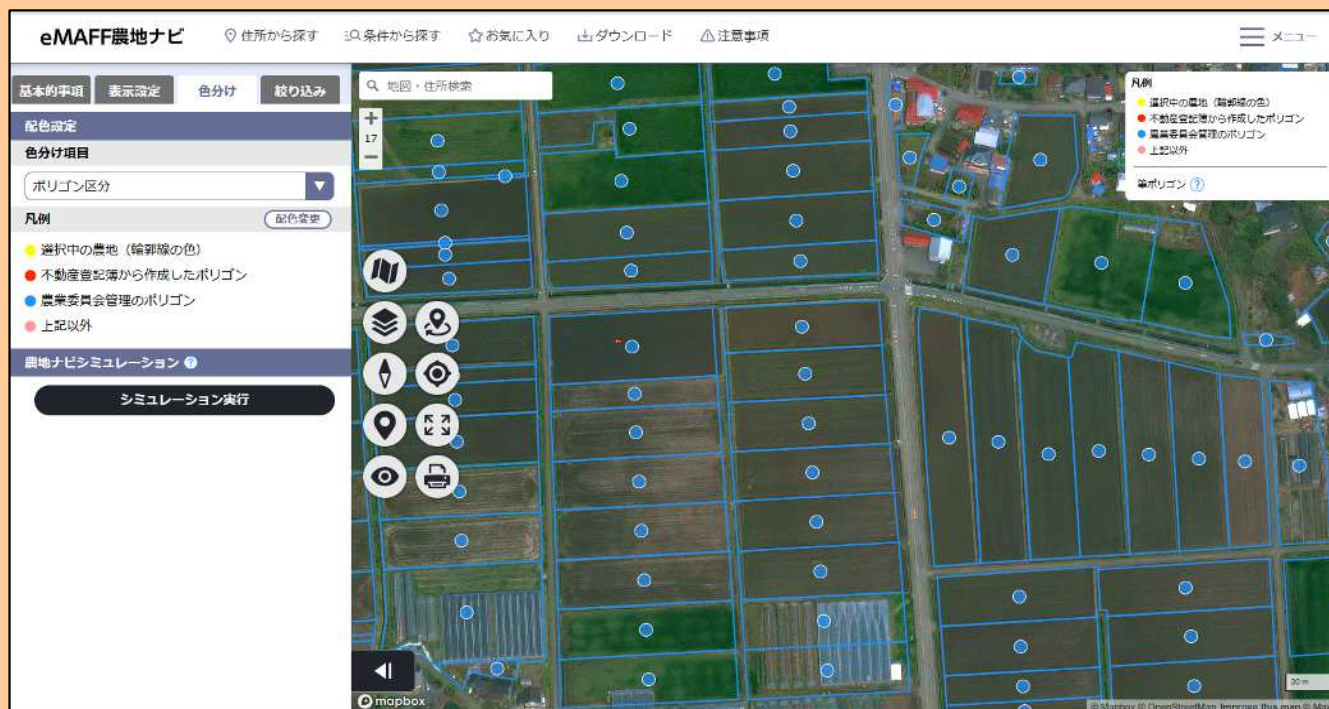 eMAFF農地ナビ
住所から探す
条件から探す
お気に入り
ダウンロード
注意事項
メニュー
基本的事項
表示設定
色分け
絞り込み
配色設定
色分け項目
ポリゴン区分
凡例
配色変更
選択中の農地（輪郭線の色）
不動産登記簿から作成したポリゴン
農業委員会管理のポリゴン
上記以外
農地ナビシミュレーション ?
シミュレーション実行
地図・住所検索
+
17
−
凡例
選択中の農地（輪郭線の色）
不動産登記簿から作成したポリゴン
農業委員会管理のポリゴン
上記以外
筆ポリゴン ?
mapbox
30 m
© Mapbox © OpenStreetMap Improve this map © Ma